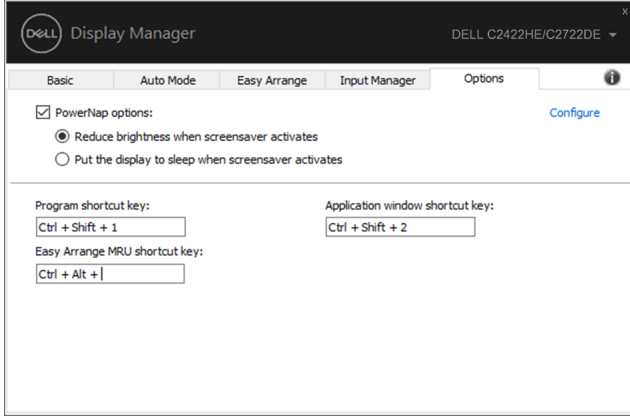 DELL Display Manager
DELL C2422HE/C2722DE
Basic Auto Mode Easy Arrange Input Manager Options
PowerNap options: Configure
Reduce brightness when screensaver activates
Put the display to sleep when screensaver activates
Program shortcut key: Application window shortcut key:
Ctrl + Shift + 1 Ctrl + Shift + 2
Easy Arrange MRU shortcut key:
Ctrl + Alt +